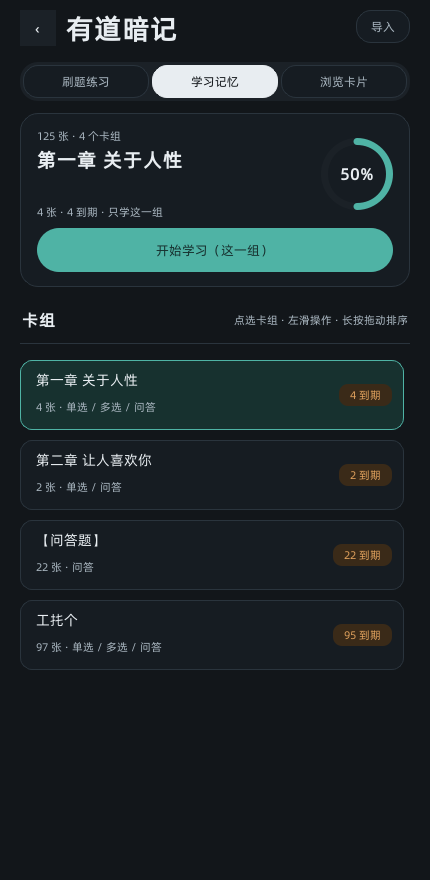 ‹ 有道暗记 导入
刷题练习 学习记忆 浏览卡片
125 张 · 4 个卡组
第一章 关于人性
50%
4 张 · 4 到期 · 只学这一组
开始学习（这一组）
卡组 点选卡组 · 左滑操作 · 长按拖动排序
第一章 关于人性
4 到期
4 张 · 单选 / 多选 / 问答
第二章 让人喜欢你
2 到期
2 张 · 单选 / 问答
【问答题】
22 到期
22 张 · 问答
工托个
95 到期
97 张 · 单选 / 多选 / 问答